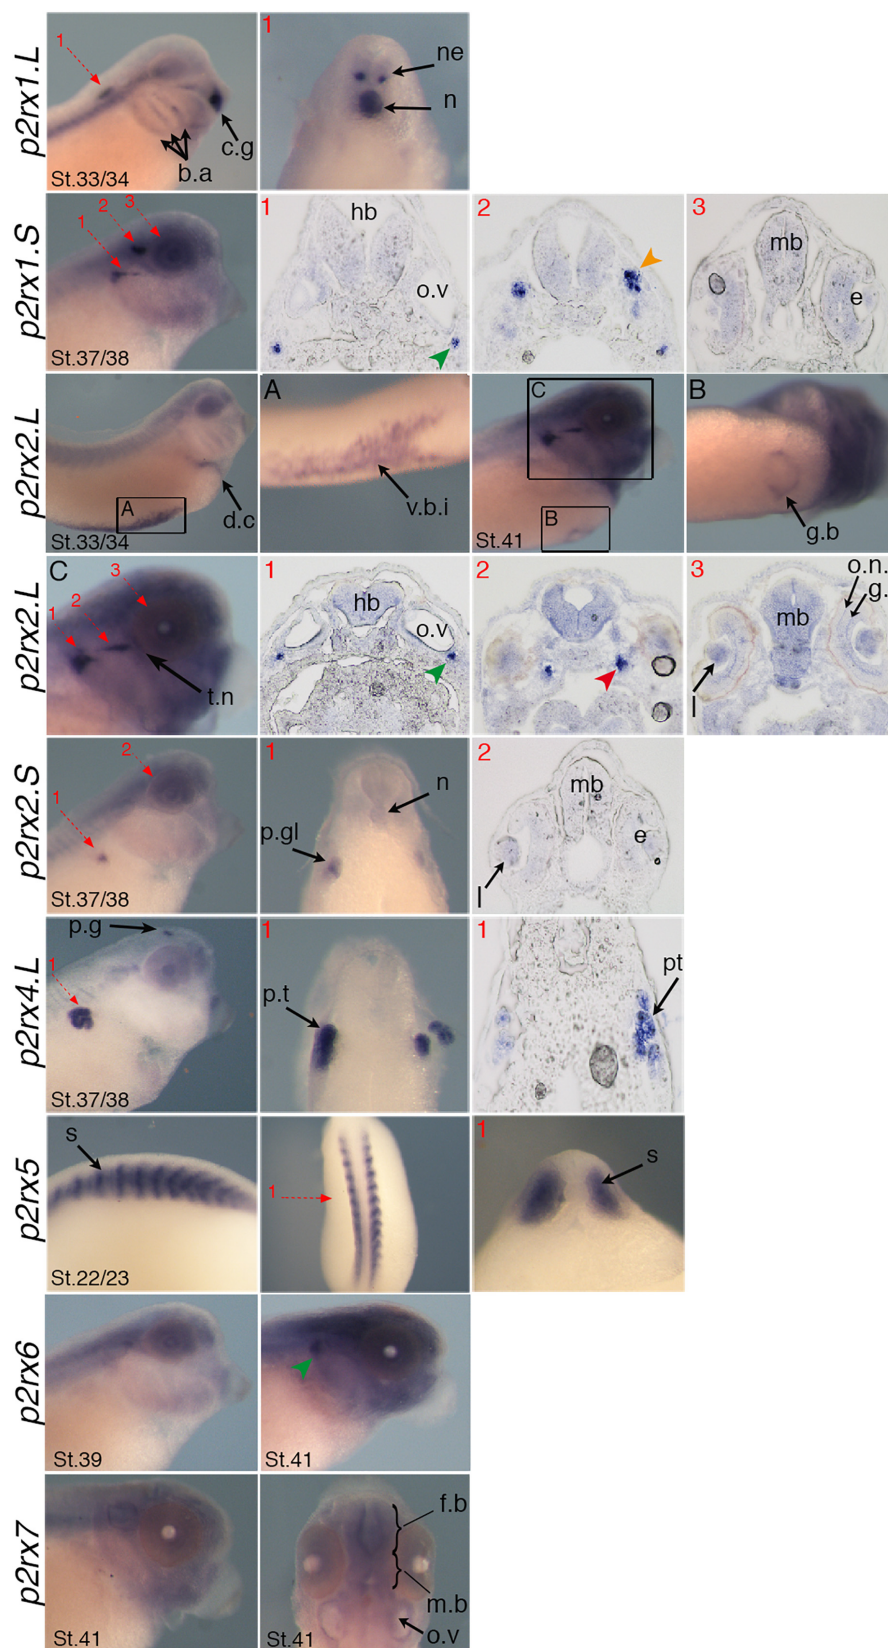 p2rx1.L
1
St.33/34
b.a
c.g
1
ne
n
p2rx1.S
1
2
3
St.37/38
1
hb
o.v
2
3
mb
e
p2rx2.L
A
St.33/34
d.c
A
v.b.i
C
B
St.41
B
g.b
p2rx2.L
C
1
2
3
t.n
1
hb
o.v
2
3
mb
l
o.n.
g.
p2rx2.S
1
2
St.37/38
1
n
p.gl
2
mb
e
l
p2rx4.L
p.g
1
St.37/38
1
p.t
1
pt
p2rx5
s
St.22/23
1
1
s
p2rx6
St.39
St.41
p2rx7
St.41
f.b
m.b
o.v
St.41